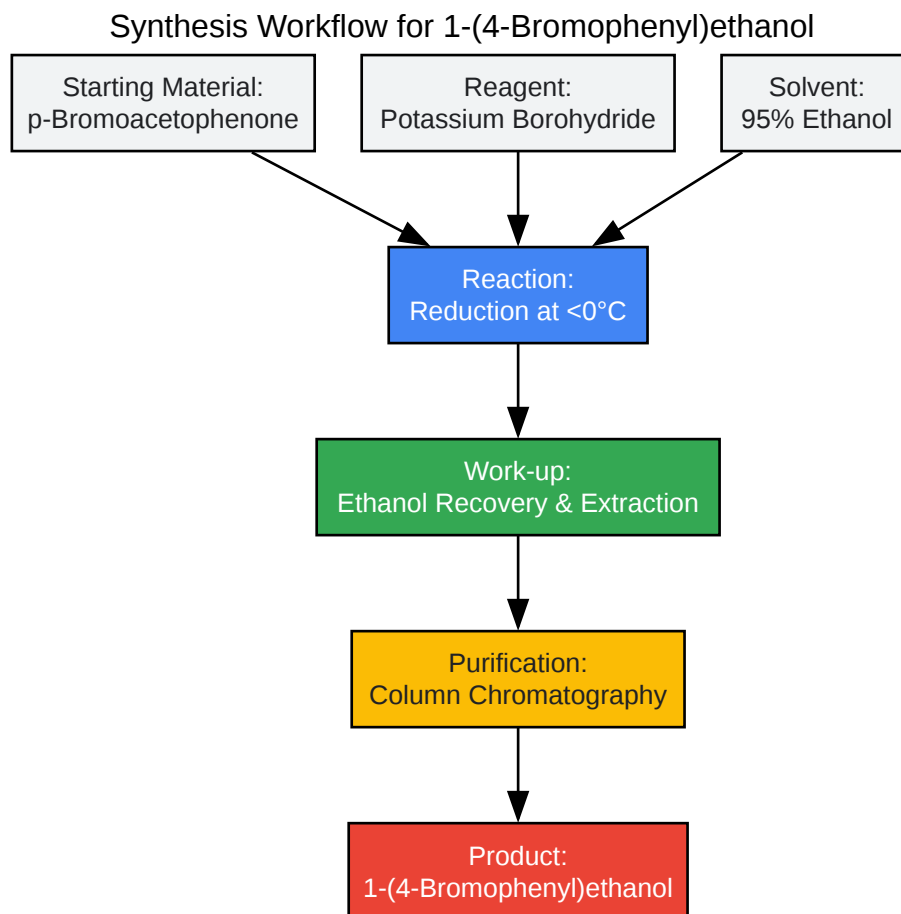 Synthesis Workflow for 1-(4-Bromophenyl)ethanol
Starting Material:
p-Bromoacetophenone
Reagent:
Potassium Borohydride
Solvent:
95% Ethanol
Reaction:
Reduction at <0°C
Work-up:
Ethanol Recovery & Extraction
Purification:
Column Chromatography
Product:
1-(4-Bromophenyl)ethanol